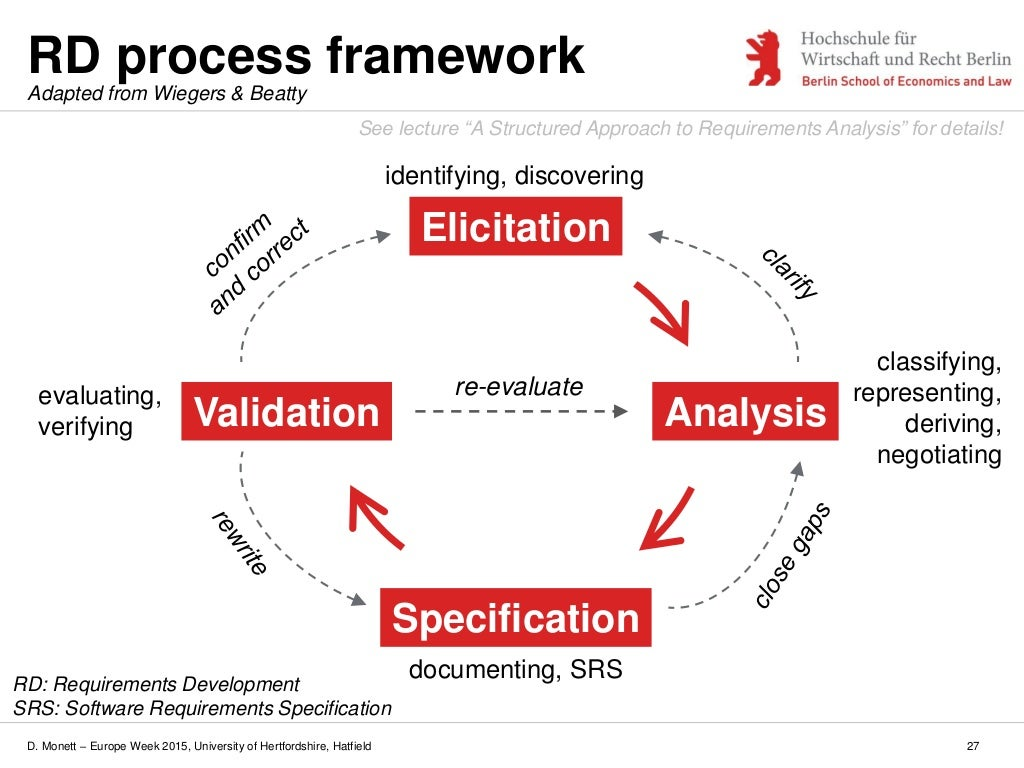 RD process framework
Adapted from Wiegers & Beatty
Hochschule für
Wirtschaft und Recht Berlin
Berlin School of Economics and Law
See lecture “A Structured Approach to Requirements Analysis” for details!
identifying, discovering
Elicitation
confirm
and correct
clarify
evaluating,
verifying
Validation
re-evaluate
Analysis
classifying,
representing,
deriving,
negotiating
rewrite
close gaps
Specification
documenting, SRS
RD: Requirements Development
SRS: Software Requirements Specification
D. Monett – Europe Week 2015, University of Hertfordshire, Hatfield
27